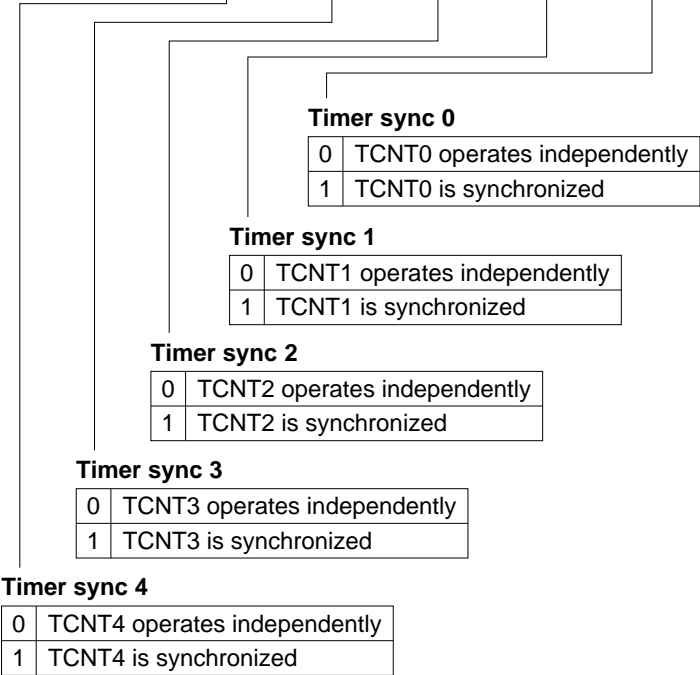 Timer sync 0
0 TCNT0 operates independently
1 TCNT0 is synchronized
Timer sync 1
0 TCNT1 operates independently
1 TCNT1 is synchronized
Timer sync 2
0 TCNT2 operates independently
1 TCNT2 is synchronized
Timer sync 3
0 TCNT3 operates independently
1 TCNT3 is synchronized
Timer sync 4
0 TCNT4 operates independently
1 TCNT4 is synchronized